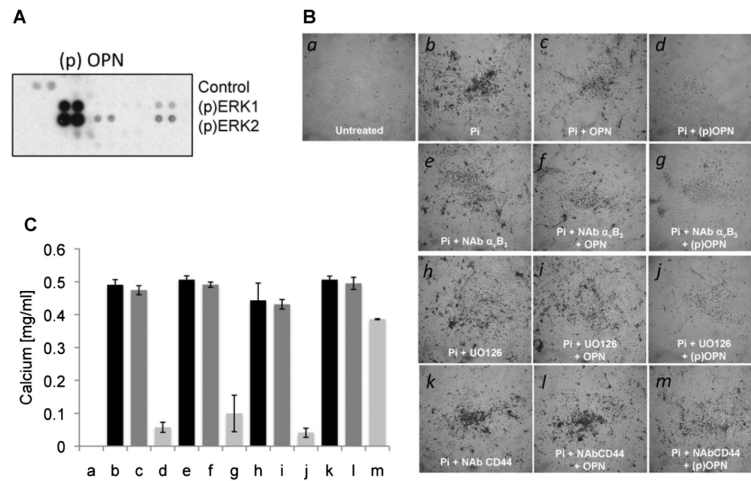 A
(p) OPN
Control
(p)ERK1
(p)ERK2
B
a
Untreated
b
Pi
c
Pi + OPN
d
Pi + (p)OPN
e
Pi + NAb αvB3
f
Pi + NAb αvB3
+ OPN
g
Pi + NAb αvB3
+ (p)OPN
h
Pi + UO126
i
Pi + UO126
+ OPN
j
Pi + UO126
+ (p)OPN
k
Pi + NAb CD44
l
Pi + NAbCD44
+ OPN
m
Pi + NAbCD44
+ (p)OPN
C
Calcium [mg/ml]
0.6
0.5
0.4
0.3
0.2
0.1
0
a b c d e f g h i j k l m